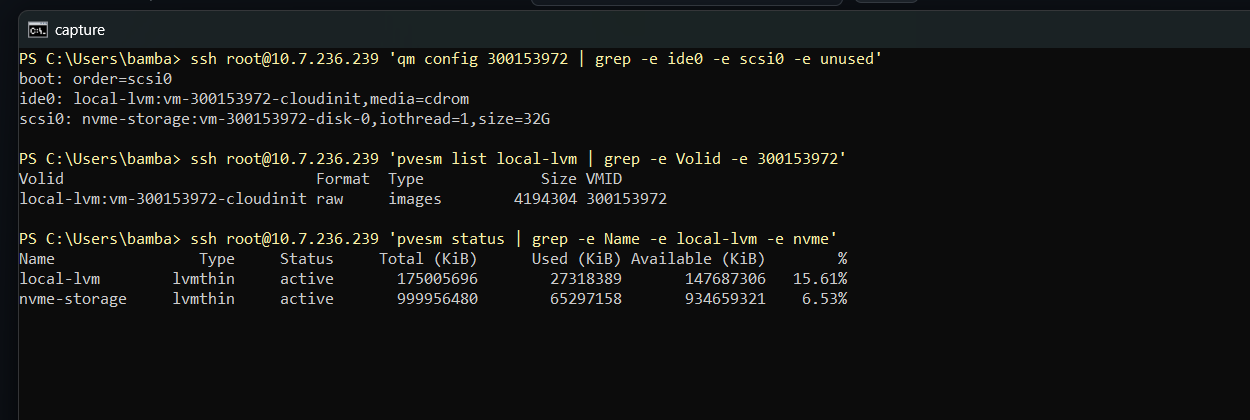 capture
PS C:\Users\bamba> ssh root@10.7.236.239 'qm config 300153972 | grep -e ide0 -e scsi0 -e unused'
boot: order=scsi0
ide0: local-lvm:vm-300153972-cloudinit,media=cdrom
scsi0: nvme-storage:vm-300153972-disk-0,iothread=1,size=32G
PS C:\Users\bamba> ssh root@10.7.236.239 'pvesm list local-lvm | grep -e Volid -e 300153972'
Volid Format Type Size VMID
local-lvm:vm-300153972-cloudinit raw images 4194304 300153972
PS C:\Users\bamba> ssh root@10.7.236.239 'pvesm status | grep -e Name -e local-lvm -e nvme'
Name Type Status Total (KiB) Used (KiB) Available (KiB) %
local-lvm lvmthin active 175005696 27318389 147687306 15.61%
nvme-storage lvmthin active 999956480 65297158 934659321 6.53%